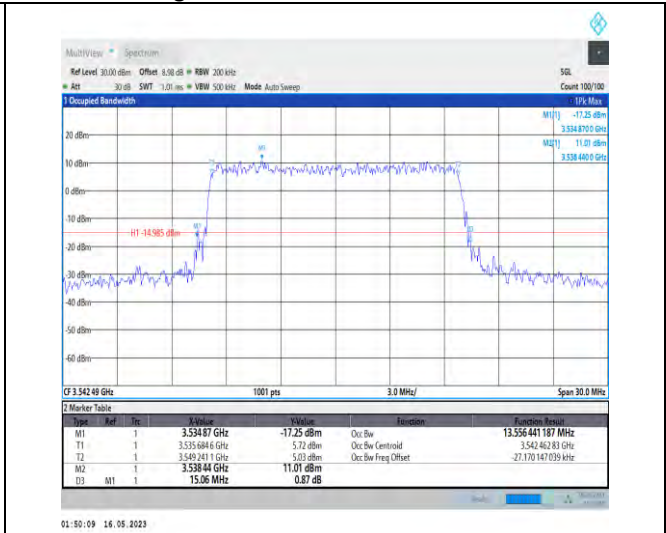 MultiView Spectrum
Ref Level 30.00 dBm Offset 8.98 dB RBW 200 kHz SGL
Att 30 dB SWT 1.01 ms VBW 500 kHz Mode Auto Sweep Count 100/100
1 Occupied Bandwidth 1Pk Max
M1[1] -17.25 dBm
3.534 870 0 GHz
M2[1] 11.01 dBm
3.538 440 0 GHz
20 dBm
M2
10 dBm
0 dBm
-10 dBm
M1
H1 -14.985 dBm
-20 dBm
-30 dBm
-40 dBm
-50 dBm
-60 dBm
CF 3.542 49 GHz 1001 pts 3.0 MHz/ Span 30.0 MHz
2 Marker Table
Type Ref Trc X-Value Y-Value Function Function Result
M1 1 3.534 87 GHz -17.25 dBm Occ Bw 13.556 441 187 MHz
T1 1 3.535 684 6 GHz 5.72 dBm Occ Bw Centroid 3.542 462 83 GHz
T2 1 3.549 241 1 GHz 5.03 dBm Occ Bw Freq Offset -27.170 147 039 kHz
M2 1 3.538 44 GHz 11.01 dBm
D3 M1 1 15.06 MHz 0.87 dB
01:50:09 16.05.2023